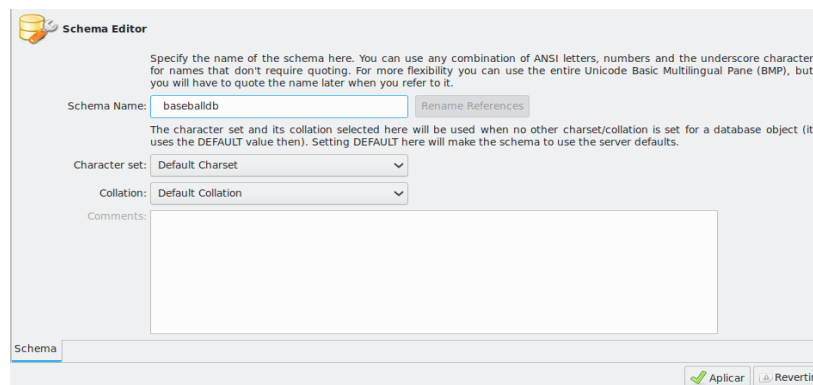 Schema Editor
Specify the name of the schema here. You can use any combination of ANSI letters, numbers and the underscore character
for names that don't require quoting. For more flexibility you can use the entire Unicode Basic Multilingual Pane (BMP), but
you will have to quote the name later when you refer to it.
Schema Name: baseballdb Rename References
The character set and its collation selected here will be used when no other charset/collation is set for a database object (it
uses the DEFAULT value then). Setting DEFAULT here will make the schema to use the server defaults.
Character set: Default Charset
Collation: Default Collation
Comments:
Schema
Aplicar Revertir